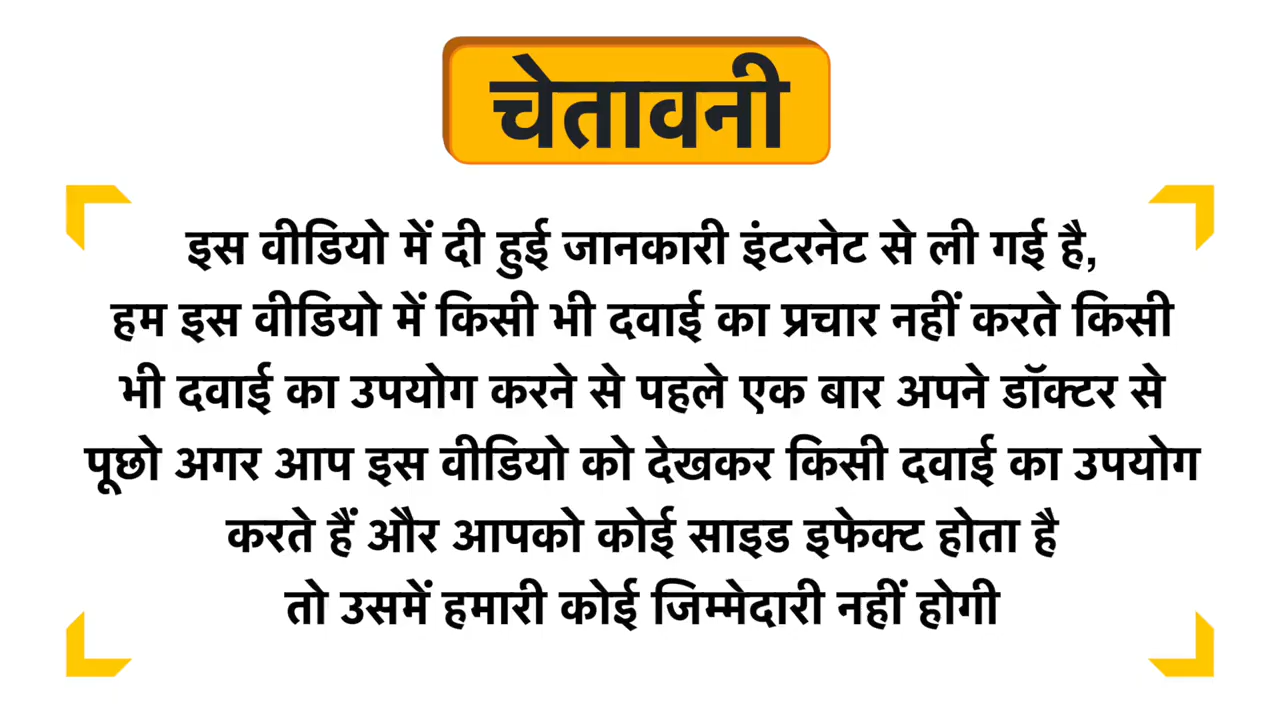 चेतावनी
इस वीडियो में दी हुई जानकारी इंटरनेट से ली गई है,
हम इस वीडियो में किसी भी दवाई का प्रचार नहीं करते किसी
भी दवाई का उपयोग करने से पहले एक बार अपने डॉक्टर से
पूछो अगर आप इस वीडियो को देखकर किसी दवाई का उपयोग
करते हैं और आपको कोई साइड इफेक्ट होता है
तो उसमें हमारी कोई जिम्मेदारी नहीं होगी